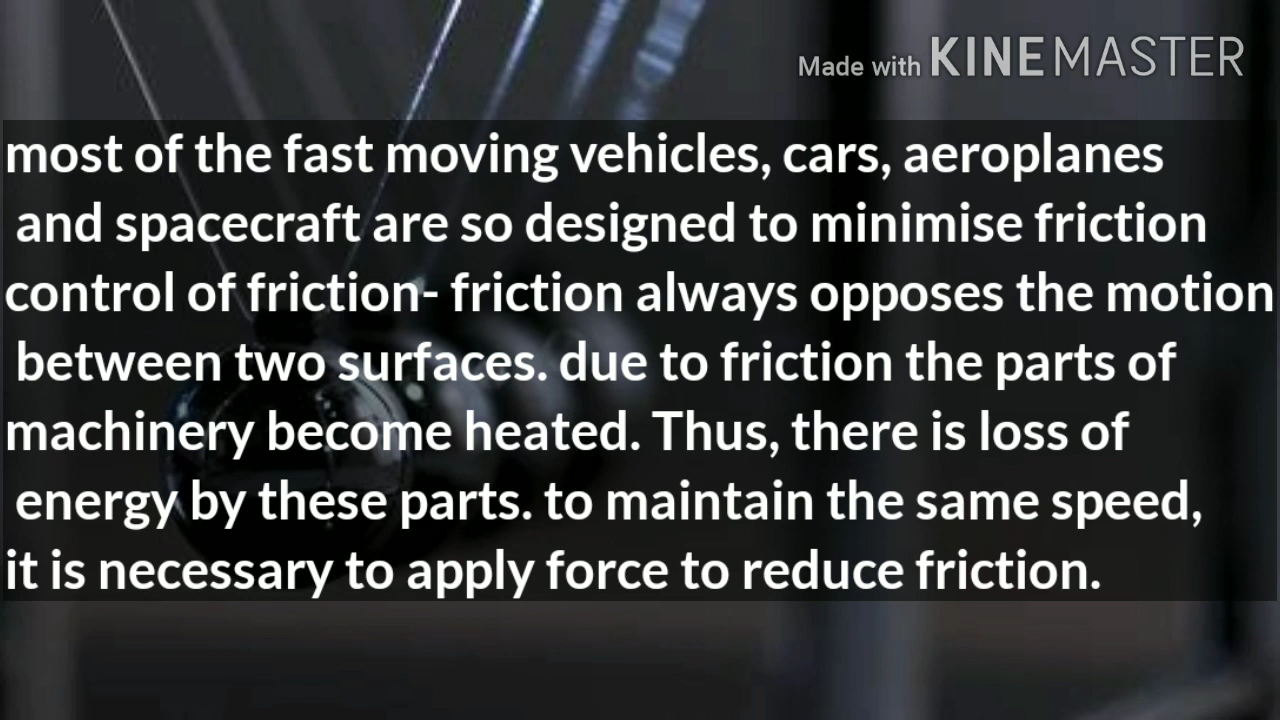 Made with KINEMASTER
most of the fast moving vehicles, cars, aeroplanes
and spacecraft are so designed to minimise friction
control of friction- friction always opposes the motion
between two surfaces. due to friction the parts of
machinery become heated. Thus, there is loss of
energy by these parts. to maintain the same speed,
it is necessary to apply force to reduce friction.